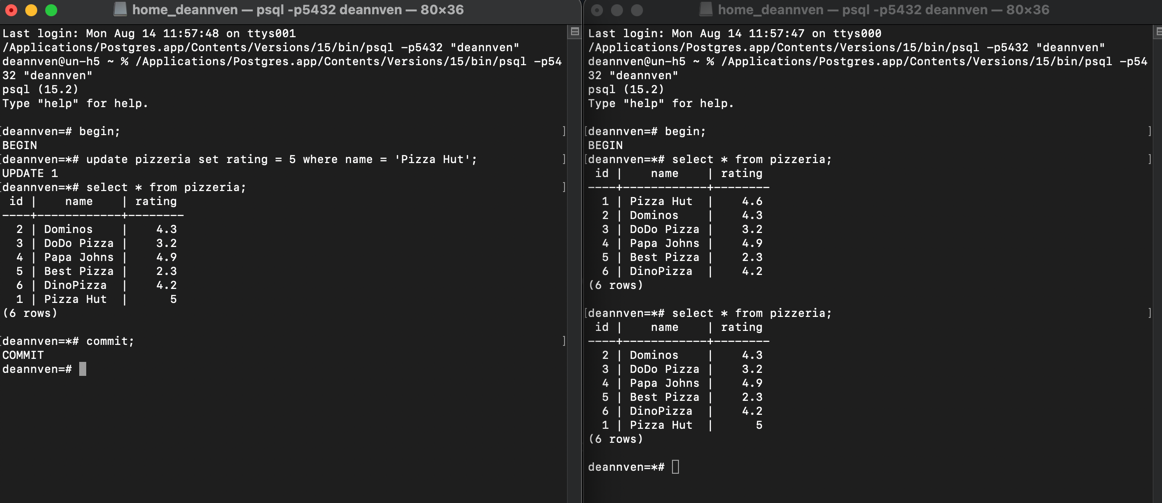 home_deannven — psql -p5432 deannven — 80×36
Last login: Mon Aug 14 11:57:48 on ttys001
/Applications/Postgres.app/Contents/Versions/15/bin/psql -p5432 "deannven"
deannven@un-h5 ~ % /Applications/Postgres.app/Contents/Versions/15/bin/psql -p54
32 "deannven"
psql (15.2)
Type "help" for help.
[deannven=# begin; ]
BEGIN
[deannven=*# update pizzeria set rating = 5 where name = 'Pizza Hut'; ]
UPDATE 1
[deannven=*# select * from pizzeria; ]
 id |    name    | rating
----+------------+--------
  2 | Dominos    |    4.3
  3 | DoDo Pizza |    3.2
  4 | Papa Johns |    4.9
  5 | Best Pizza |    2.3
  6 | DinoPizza  |    4.2
  1 | Pizza Hut  |      5
(6 rows)
[deannven=*# commit; ]
COMMIT
deannven=#
home_deannven — psql -p5432 deannven — 80×36
Last login: Mon Aug 14 11:57:47 on ttys000
/Applications/Postgres.app/Contents/Versions/15/bin/psql -p5432 "deannven"
deannven@un-h5 ~ % /Applications/Postgres.app/Contents/Versions/15/bin/psql -p54
32 "deannven"
psql (15.2)
Type "help" for help.
[deannven=# begin; ]
BEGIN
[deannven=*# select * from pizzeria; ]
 id |    name    | rating
----+------------+--------
  1 | Pizza Hut  |    4.6
  2 | Dominos    |    4.3
  3 | DoDo Pizza |    3.2
  4 | Papa Johns |    4.9
  5 | Best Pizza |    2.3
  6 | DinoPizza  |    4.2
(6 rows)
[deannven=*# select * from pizzeria; ]
 id |    name    | rating
----+------------+--------
  2 | Dominos    |    4.3
  3 | DoDo Pizza |    3.2
  4 | Papa Johns |    4.9
  5 | Best Pizza |    2.3
  6 | DinoPizza  |    4.2
  1 | Pizza Hut  |      5
(6 rows)
deannven=*#